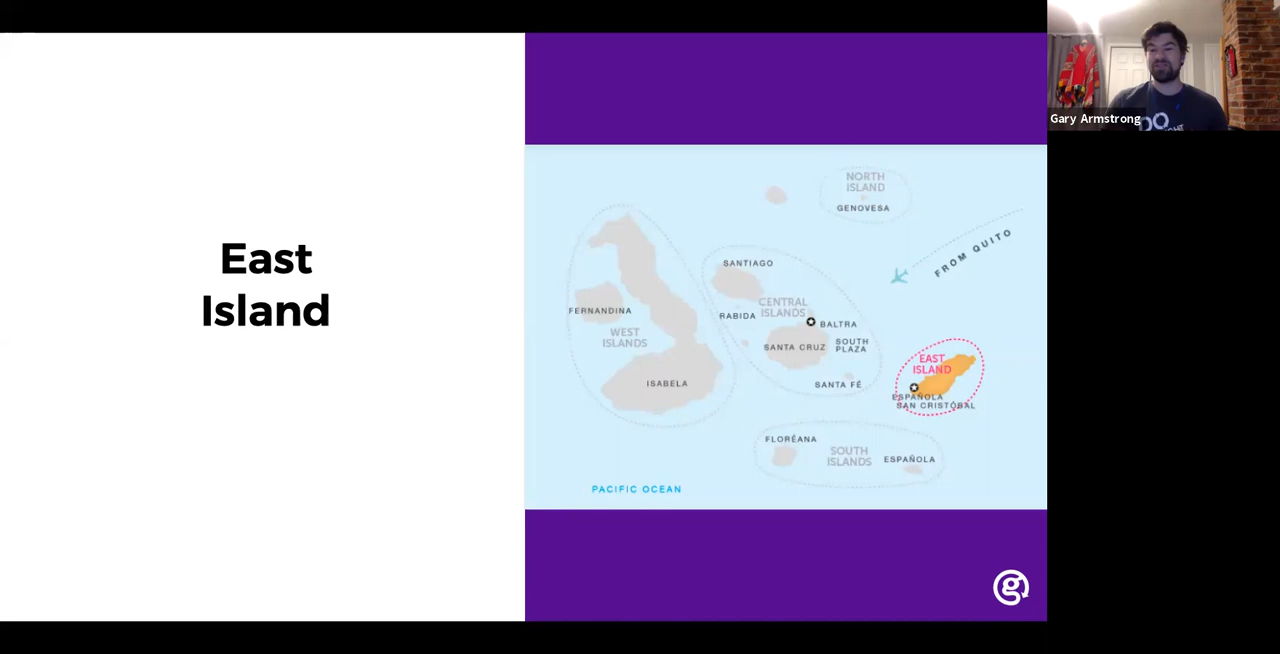 East
Island
NORTH
ISLAND
GENOVESA
FROM QUITO
SANTIAGO
CENTRAL
ISLANDS
FERNANDINA
RABIDA
BALTRA
WEST
ISLANDS
SANTA CRUZ
SOUTH
PLAZA
EAST
ISLAND
ISABELA
SANTA FÉ
ESPAÑOLA
SAN CRISTÓBAL
FLORÉANA
SOUTH
ISLANDS
ESPAÑOLA
PACIFIC OCEAN
g
Gary Armstrong